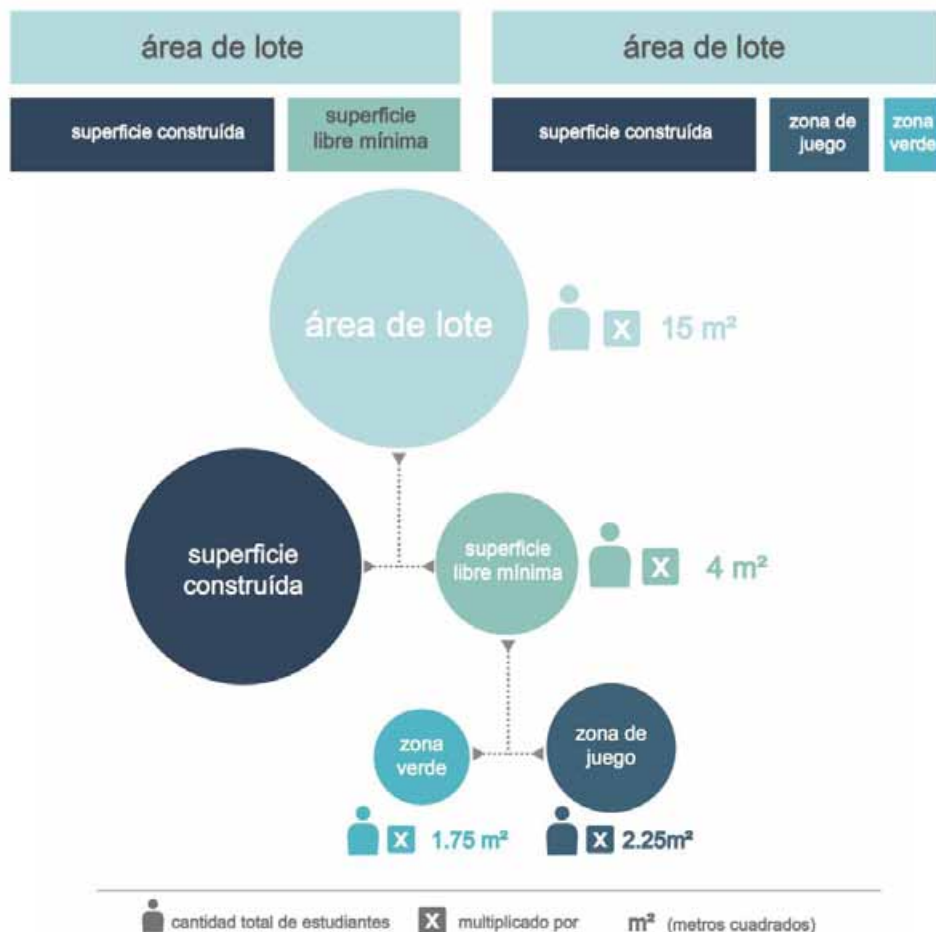 área de lote
área de lote
superficie construída
superficie
libre mínima
superficie construída
zona de
juego
zona
verde
área de lote
X 15 m²
superficie
construída
superficie
libre mínima
X 4 m²
zona
verde
zona de
juego
X 1.75 m²
X 2.25m²
cantidad total de estudiantes X multiplicado por m² (metros cuadrados)